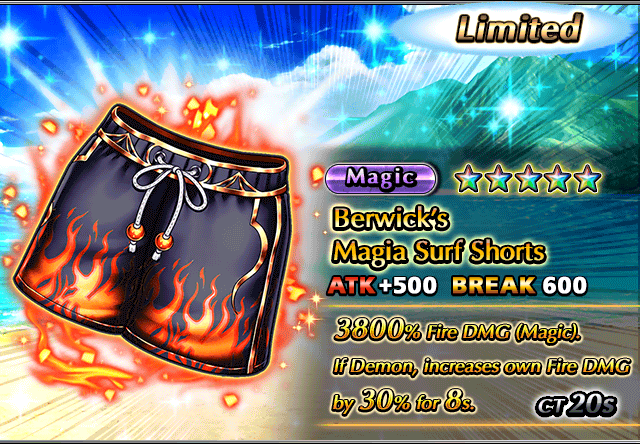 Limited
Magic
Berwick's
Magia Surf Shorts
ATK+500 BREAK 600
3800% Fire DMG (Magic).
If Demon, increases own Fire DMG
by 30% for 8s.
CT 20s